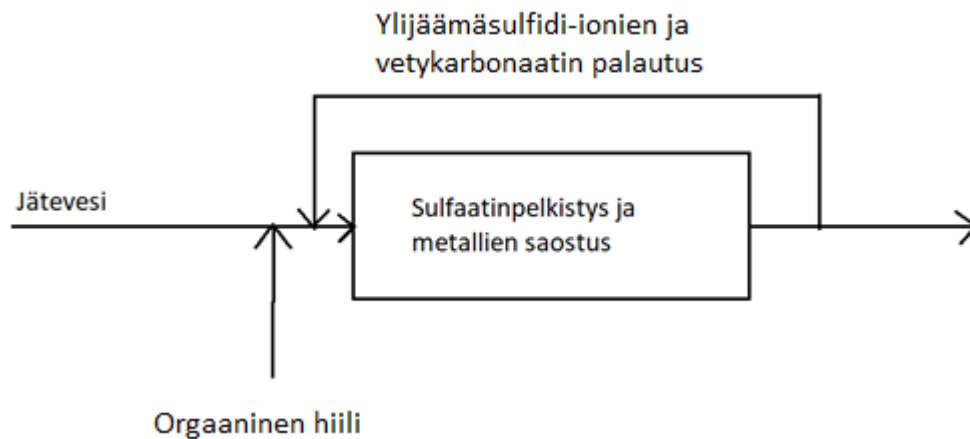 Ylijäämäsulfidi-ionien ja
vetykarbonaatin palautus
Jätevesi
Sulfaatinpelkistys ja
metallien saostus
Orgaaninen hiili